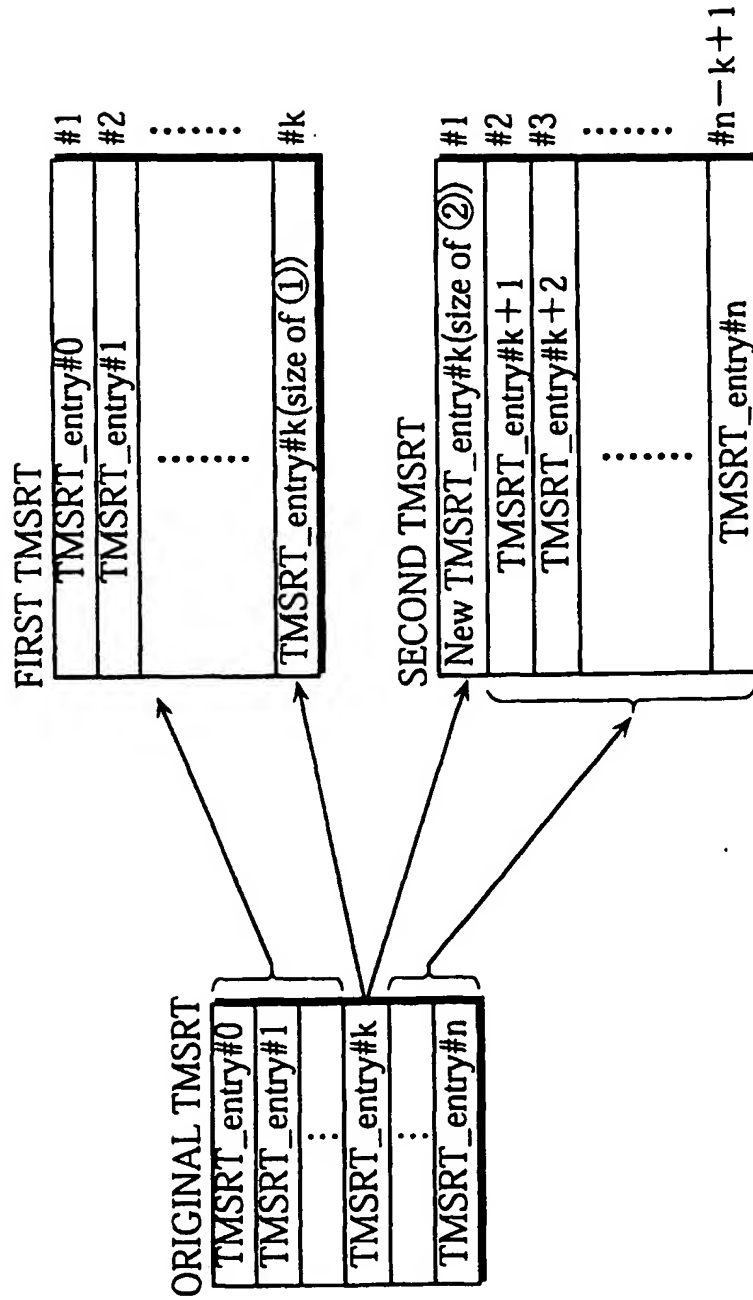 ORIGINAL TMSRT
TMSRT_entry#0
TMSRT_entry#1
...
TMSRT_entry#k
...
TMSRT_entry#n
FIRST TMSRT
TMSRT_entry#0 #1
TMSRT_entry#1 #2
....... .......
TMSRT_entry#k(size of ①) #k
SECOND TMSRT
New TMSRT_entry#k(size of ②) #1
TMSRT_entry#k+1 #2
TMSRT_entry#k+2 #3
....... .......
TMSRT_entry#n #n-k+1